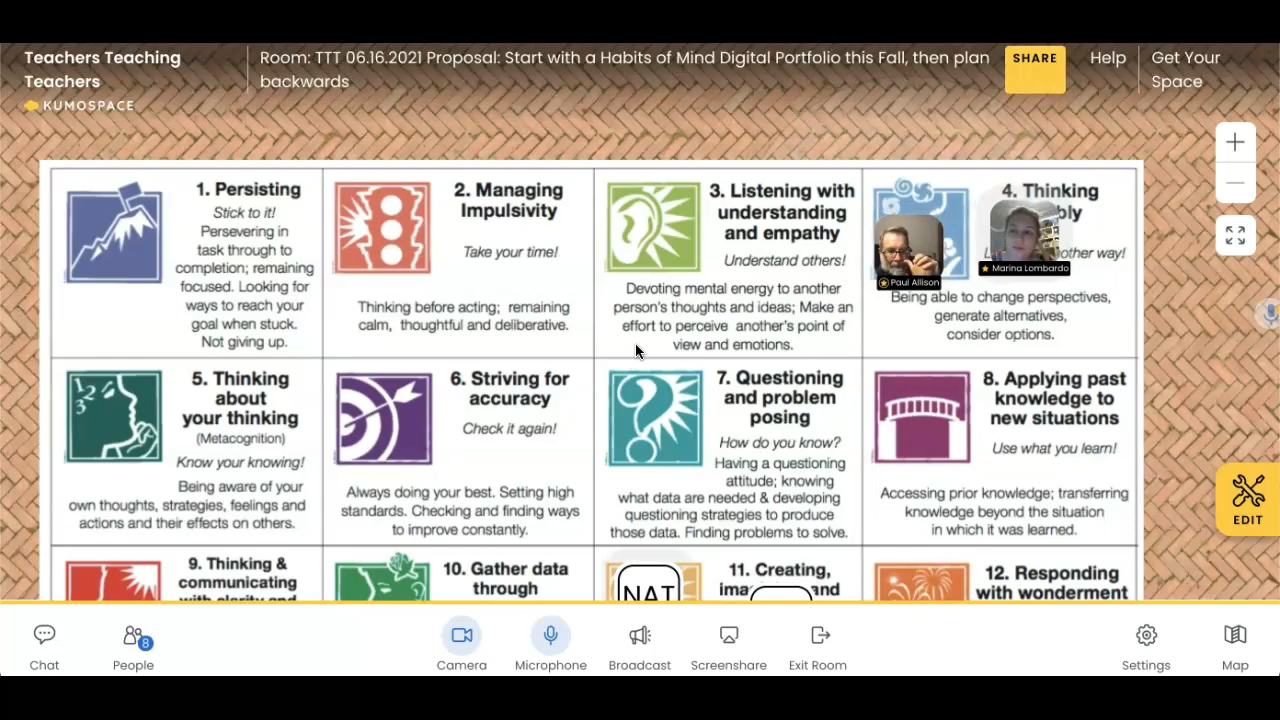 Teachers Teaching
Teachers
KUMOSPACE
Room: TTT 06.16.2021 Proposal: Start with a Habits of Mind Digital Portfolio this Fall, then plan
backwards
SHARE
Help
Get Your
Space
1. Persisting
Stick to it!
Persevering in
task through to
completion; remaining
focused. Looking for
ways to reach your
goal when stuck.
Not giving up.
2. Managing
Impulsivity
Take your time!
Thinking before acting; remaining
calm, thoughtful and deliberative.
3. Listening with
understanding
and empathy
Understand others!
Devoting mental energy to another
person's thoughts and ideas; Make an
effort to perceive another's point of
view and emotions.
4. Thinking
other way!
Paul Allison
Marina Lombardo
Being able to change perspectives,
generate alternatives,
consider options.
5. Thinking
about
your thinking
(Metacognition)
Know your knowing!
Being aware of your
own thoughts, strategies, feelings and
actions and their effects on others.
6. Striving for
accuracy
Check it again!
Always doing your best. Setting high
standards. Checking and finding ways
to improve constantly.
7. Questioning
and problem
posing
How do you know?
Having a questioning
attitude; knowing
what data are needed & developing
questioning strategies to produce
those data. Finding problems to solve.
8. Applying past
knowledge to
new situations
Use what you learn!
Accessing prior knowledge; transferring
knowledge beyond the situation
in which it was learned.
EDIT
9. Thinking &
communicating
with clarity and
10. Gather data
through
NAT
11. Creating,
and
12. Responding
with wonderment
Chat
8
People
Camera
Microphone
Broadcast
Screenshare
Exit Room
Settings
Map